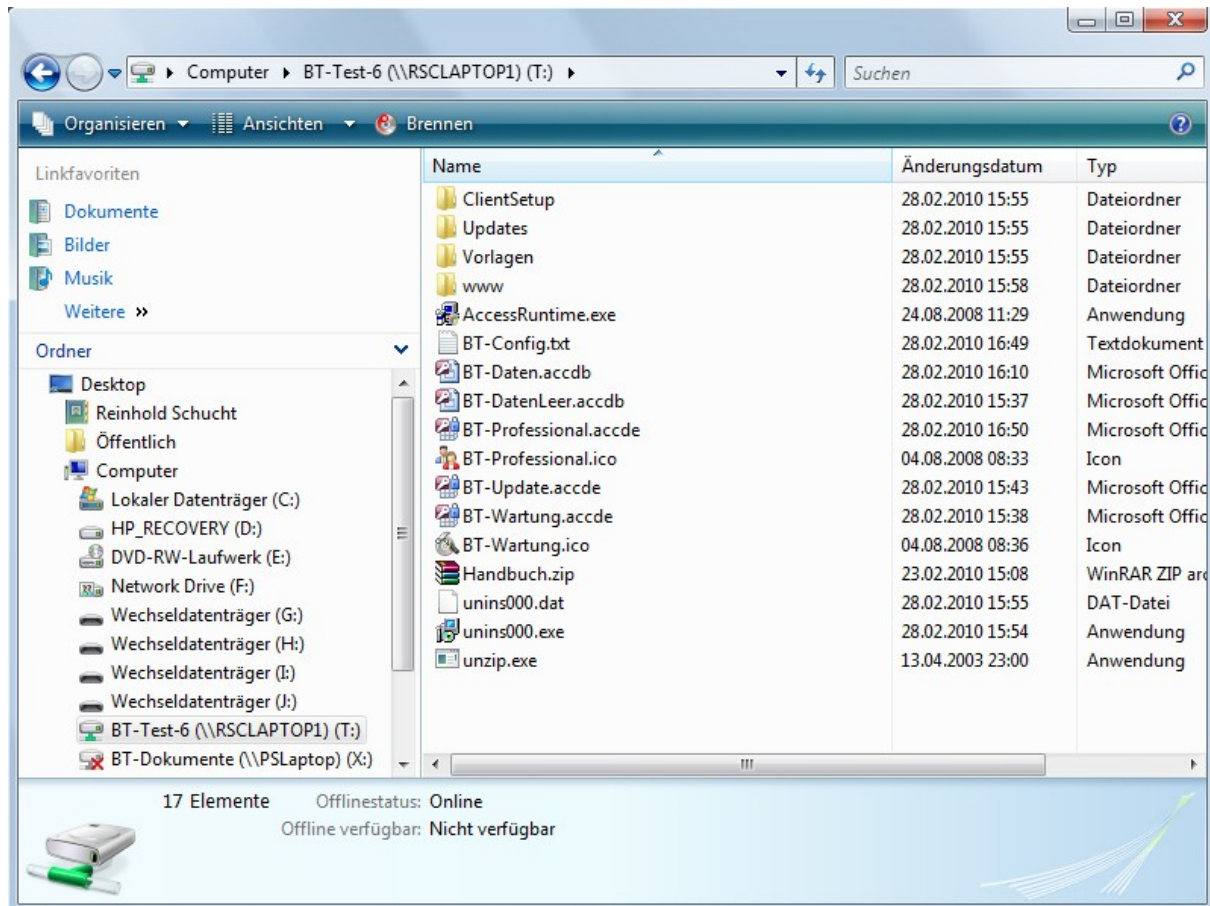 Computer ▸ BT-Test-6 (\\RSCLAPTOP1) (T:) ▸ Suchen
Organisieren Ansichten Brennen
Linkfavoriten
Dokumente
Bilder
Musik
Weitere »
Ordner
Desktop
Reinhold Schucht
Öffentlich
Computer
Lokaler Datenträger (C:)
HP_RECOVERY (D:)
DVD-RW-Laufwerk (E:)
Network Drive (F:)
Wechseldatenträger (G:)
Wechseldatenträger (H:)
Wechseldatenträger (I:)
Wechseldatenträger (J:)
BT-Test-6 (\\RSCLAPTOP1) (T:)
BT-Dokumente (\\PSLaptop) (X:)
Name Änderungsdatum Typ
ClientSetup 28.02.2010 15:55 Dateiordner
Updates 28.02.2010 15:55 Dateiordner
Vorlagen 28.02.2010 15:55 Dateiordner
www 28.02.2010 15:58 Dateiordner
AccessRuntime.exe 24.08.2008 11:29 Anwendung
BT-Config.txt 28.02.2010 16:49 Textdokument
BT-Daten.accdb 28.02.2010 16:10 Microsoft Offic
BT-DatenLeer.accdb 28.02.2010 15:37 Microsoft Offic
BT-Professional.accde 28.02.2010 16:50 Microsoft Offic
BT-Professional.ico 04.08.2008 08:33 Icon
BT-Update.accde 28.02.2010 15:43 Microsoft Offic
BT-Wartung.accde 28.02.2010 15:38 Microsoft Offic
BT-Wartung.ico 04.08.2008 08:36 Icon
Handbuch.zip 23.02.2010 15:08 WinRAR ZIP arc
unins000.dat 28.02.2010 15:55 DAT-Datei
unins000.exe 28.02.2010 15:54 Anwendung
unzip.exe 13.04.2003 23:00 Anwendung
17 Elemente Offlinestatus: Online
Offline verfügbar: Nicht verfügbar